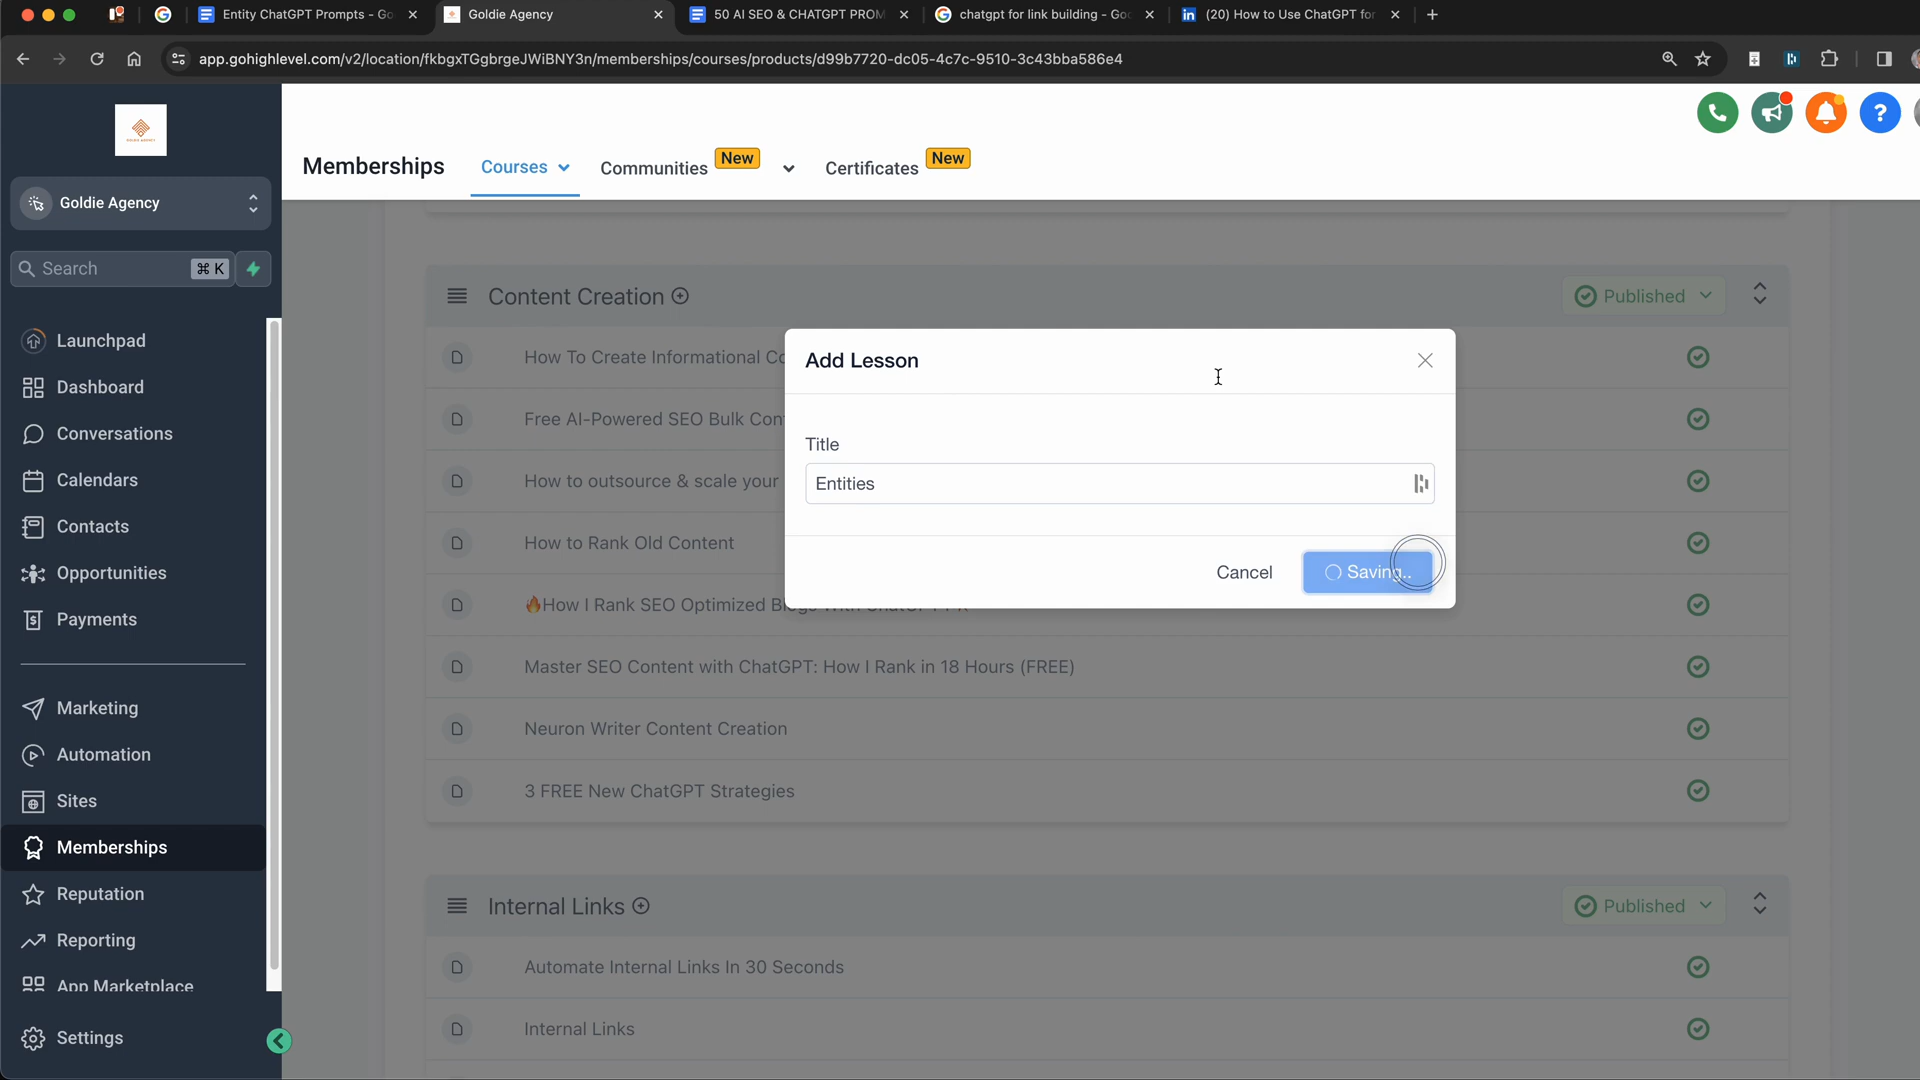 Entity ChatGPT Prompts - Go
Goldie Agency
50 AI SEO & CHATGPT PROM
chatgpt for link building - Goo
(20) How to Use ChatGPT for
app.gohighlevel.com/v2/location/fkbgxTGgbrgeJWiBNY3n/memberships/courses/products/d99b7720-dc05-4c7c-9510-3c43bba586e4
Memberships
Courses
Communities
New
Certificates
New
Goldie Agency
Search
⌘ K
Launchpad
Dashboard
Conversations
Calendars
Contacts
Opportunities
Payments
Marketing
Automation
Sites
Memberships
Reputation
Reporting
App Marketplace
Settings
Content Creation
Published
How To Create Informational Co
Free AI-Powered SEO Bulk Con
How to outsource & scale your
How to Rank Old Content
🔥How I Rank SEO Optimized
Master SEO Content with ChatGPT: How I Rank in 18 Hours (FREE)
Neuron Writer Content Creation
3 FREE New ChatGPT Strategies
Add Lesson
Title
Entities
Cancel
Saving..
Internal Links
Published
Automate Internal Links In 30 Seconds
Internal Links